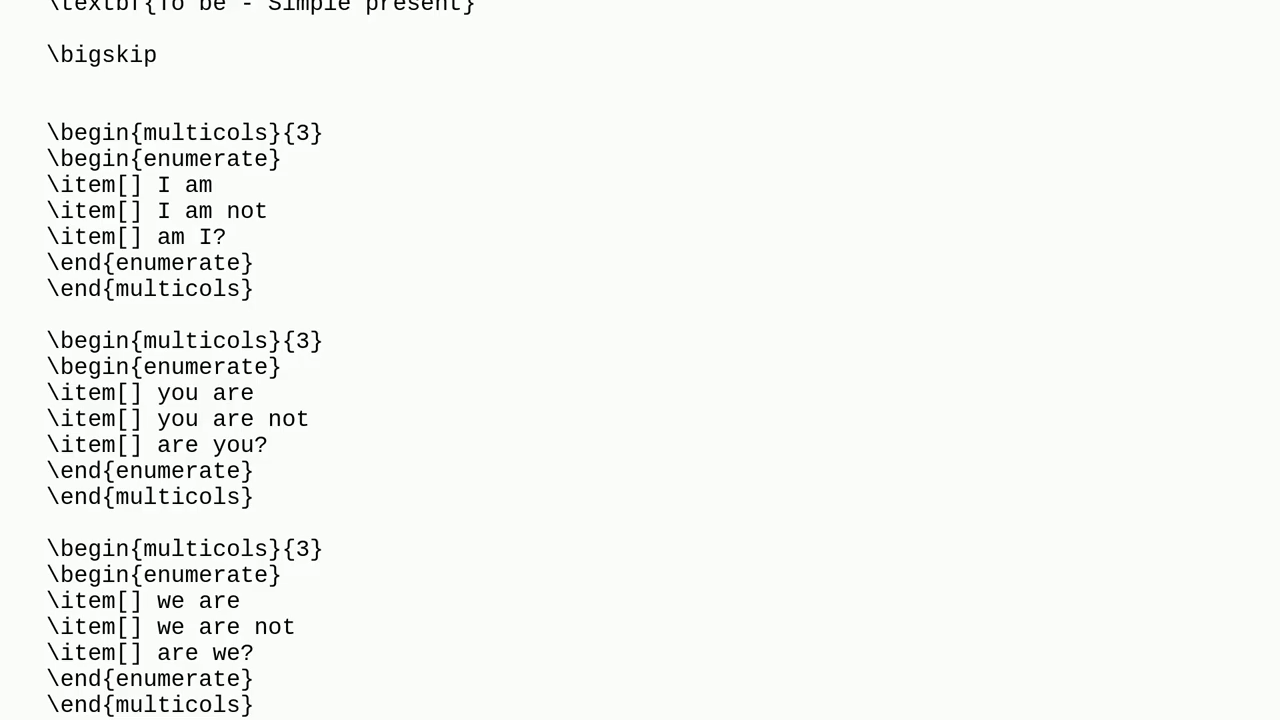 \textbf{To be - Simple present}
\bigskip
\begin{multicols}{3}
\begin{enumerate}
\item[] I am
\item[] I am not
\item[] am I?
\end{enumerate}
\end{multicols}
\begin{multicols}{3}
\begin{enumerate}
\item[] you are
\item[] you are not
\item[] are you?
\end{enumerate}
\end{multicols}
\begin{multicols}{3}
\begin{enumerate}
\item[] we are
\item[] we are not
\item[] are we?
\end{enumerate}
\end{multicols}